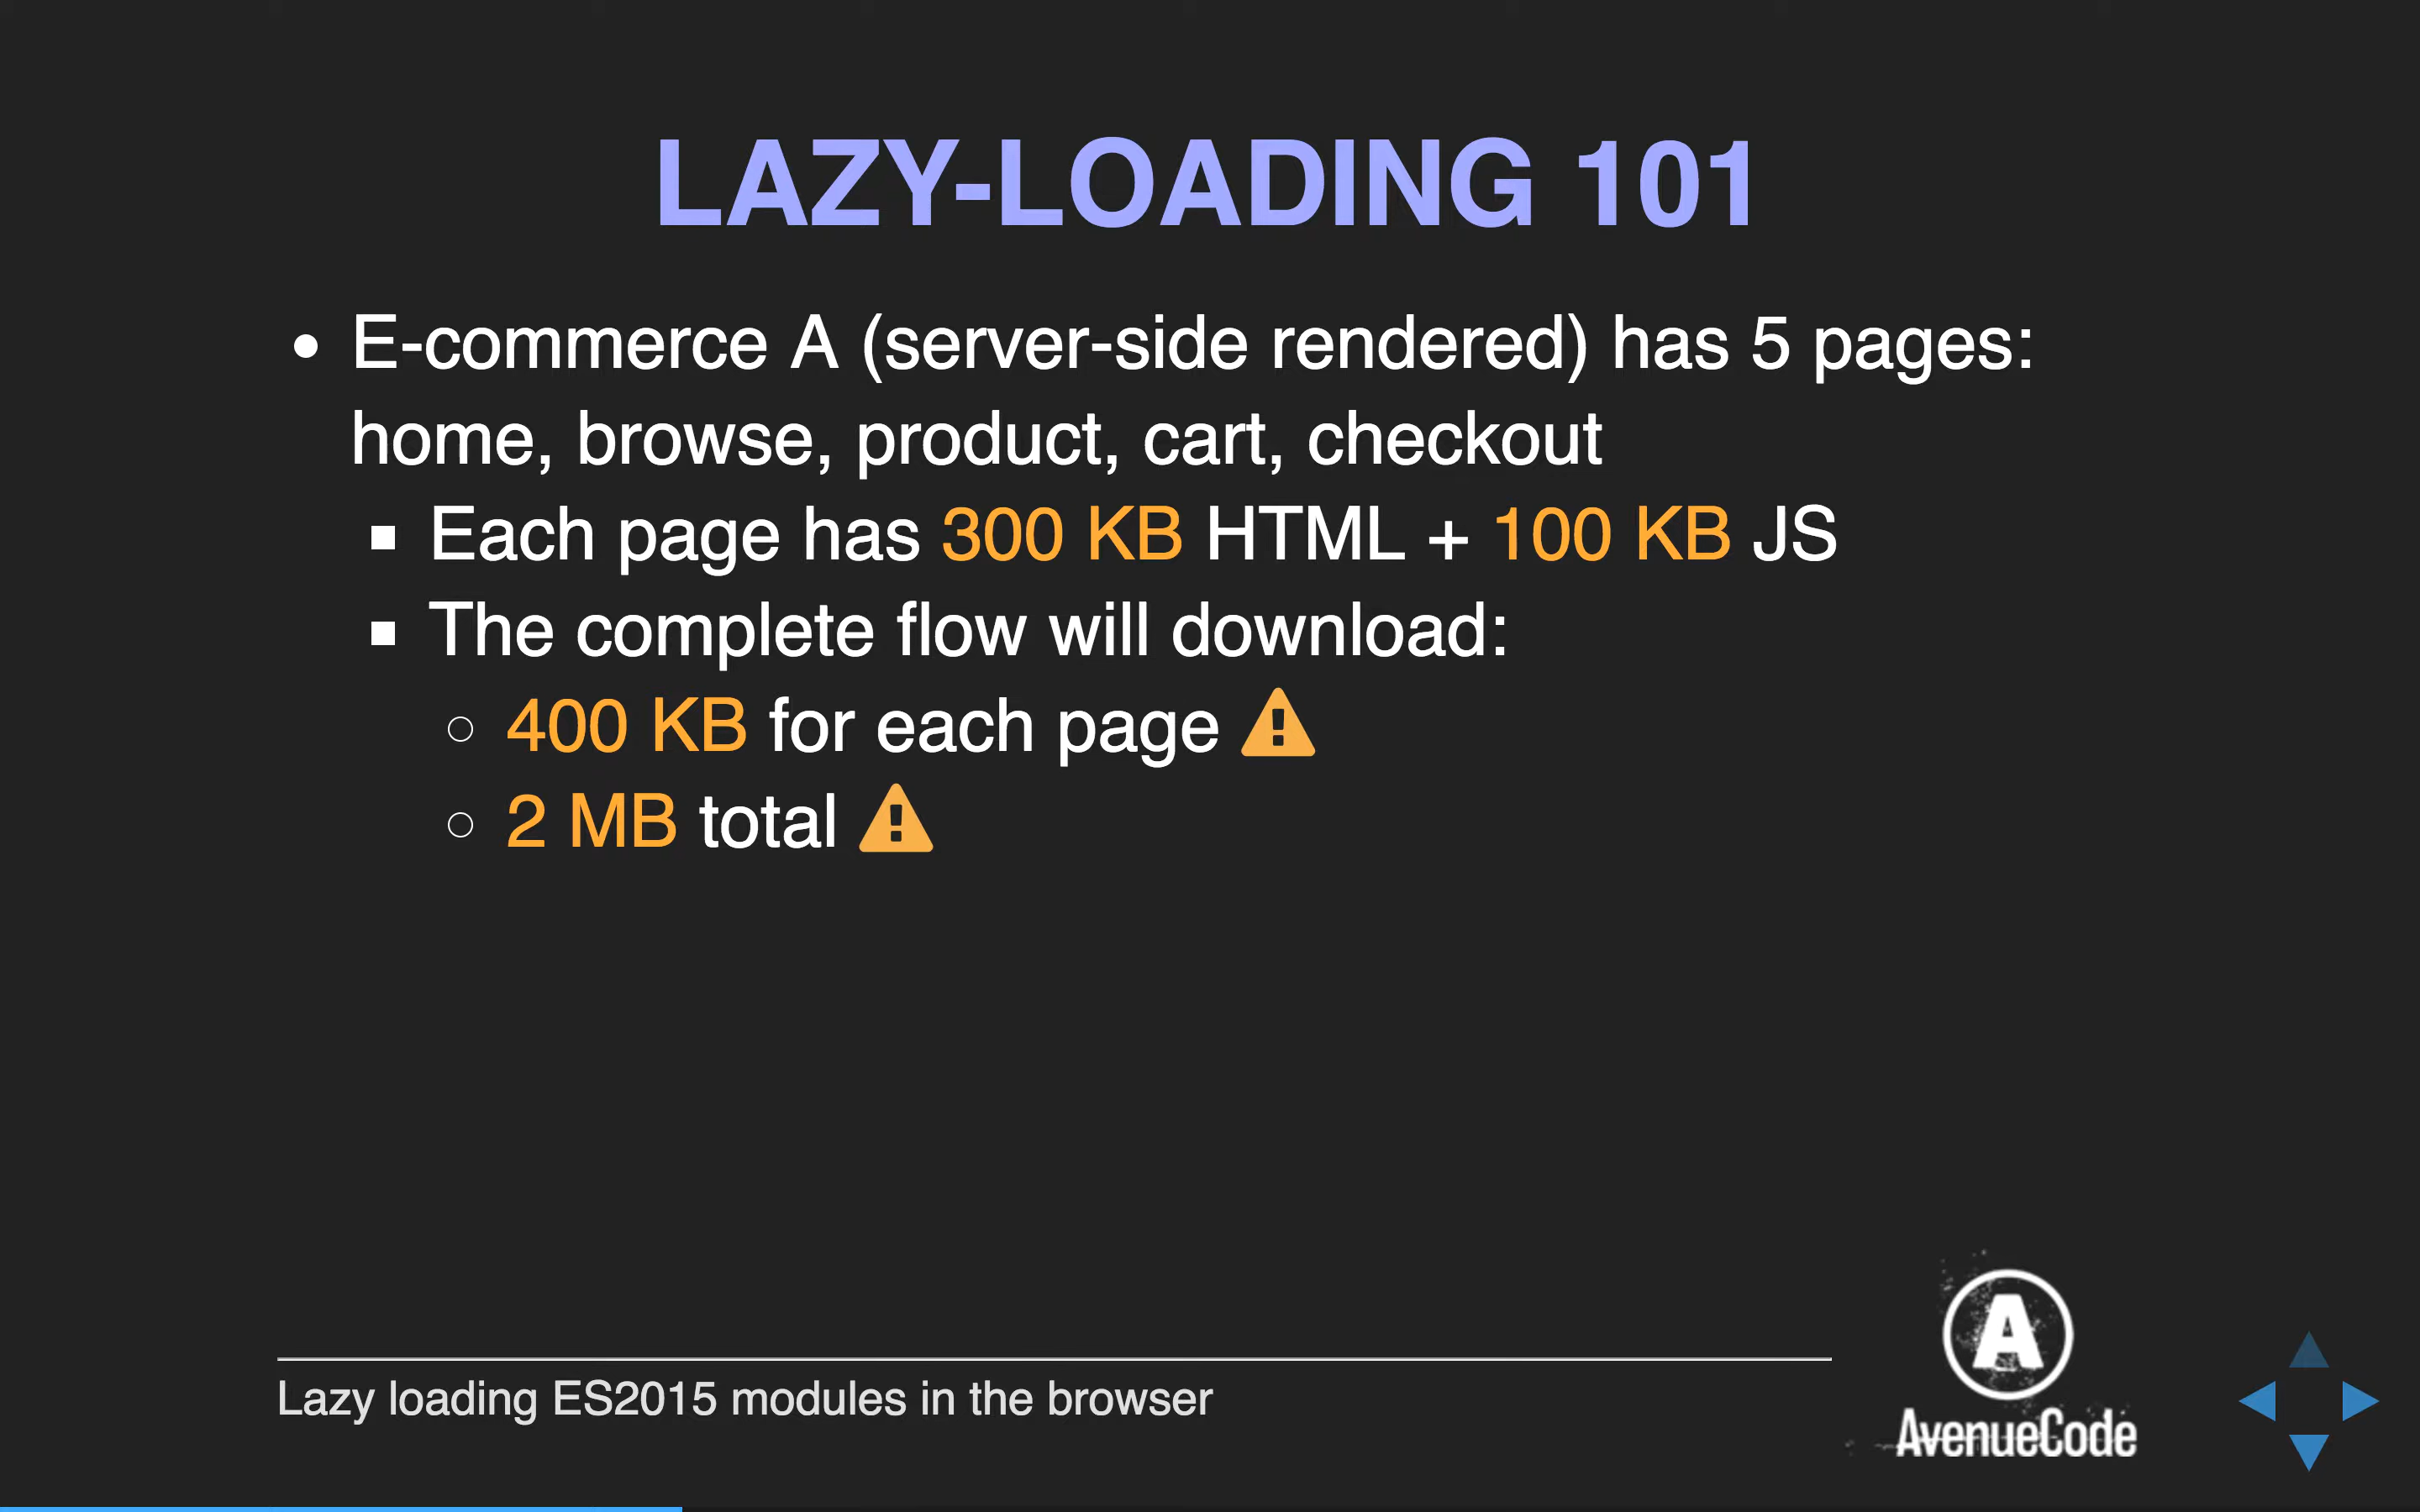 LAZY-LOADING 101
• E-commerce A (server-side rendered) has 5 pages:
home, browse, product, cart, checkout
▪ Each page has 300 KB HTML + 100 KB JS
▪ The complete flow will download:
○ 400 KB for each page ⚠
○ 2 MB total ⚠
Lazy loading ES2015 modules in the browser
A
AvenueCode